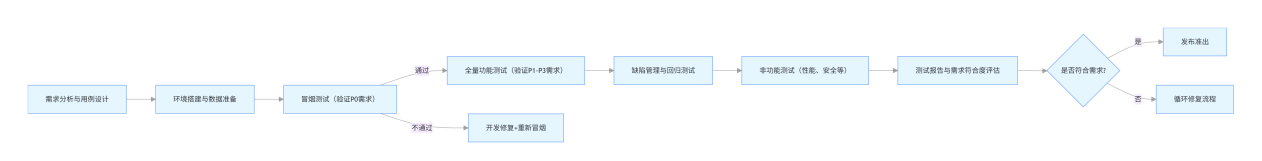 需求分析与用例设计
环境搭建与数据准备
冒烟测试（验证P0需求）
通过
全量功能测试（验证P1-P3需求）
缺陷管理与回归测试
非功能测试（性能、安全等）
测试报告与需求符合度评估
是否符合需求?
是
发布准出
否
循环修复流程
不通过
开发修复+重新冒烟